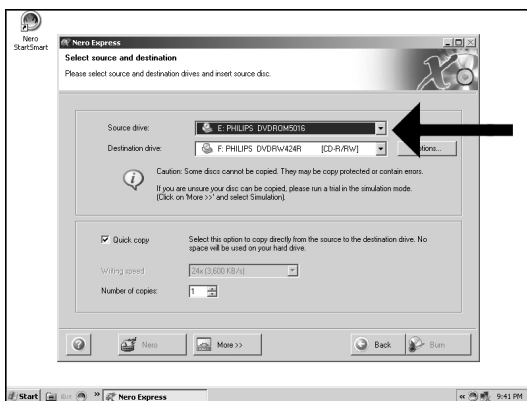 Nero
StartSmart
Nero Express
Select source and destination
Please select source and destination drives and insert source disc.
Source drive:
E: PHILIPS DVDROM5016
Destination drive:
F: PHILIPS DVDRW424R [CD-R/RW]
Caution: Some discs cannot be copied. They may be copy protected or contain errors.
If you are unsure your disc can be copied, please run a trial in the simulation mode.
(Click on 'More >>' and select Simulation).
Quick copy
Select this option to copy directly from the source to the destination drive. No
space will be used on your hard drive.
Writing speed
24x (3,600 KB/s)
Number of copies:
1
Nero
More >>
Back
Burn
Start
»
Nero Express
«
9:41 PM